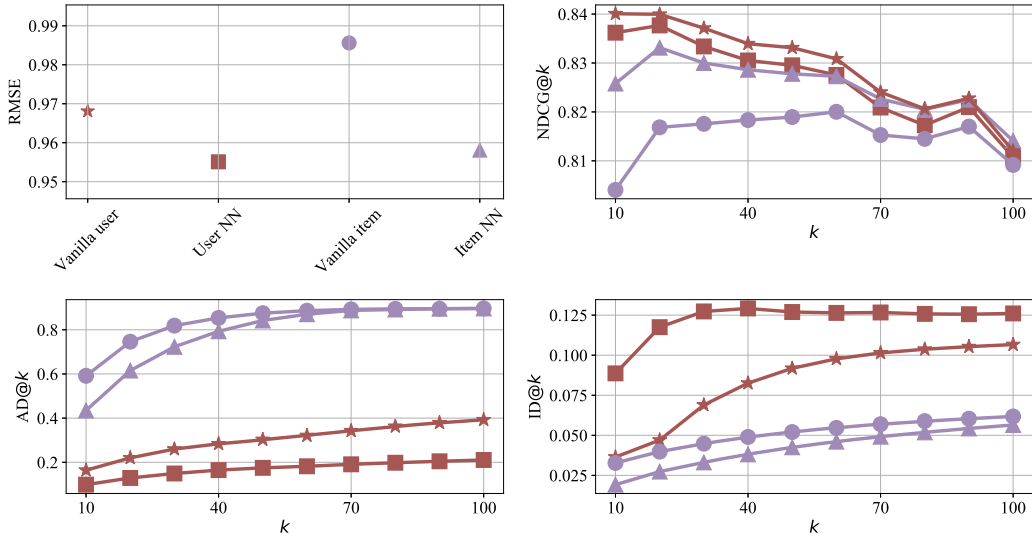 0.99
0.98
0.97
0.96
0.95
RMSE
Vanilla user
User NN
Vanilla item
Item NN
0.84
0.83
0.82
0.81
NDCG@k
10
40
70
100
k
0.8
0.6
0.4
0.2
AD@k
10
40
70
100
k
0.125
0.100
0.075
0.050
0.025
ID@k
10
40
70
100
k